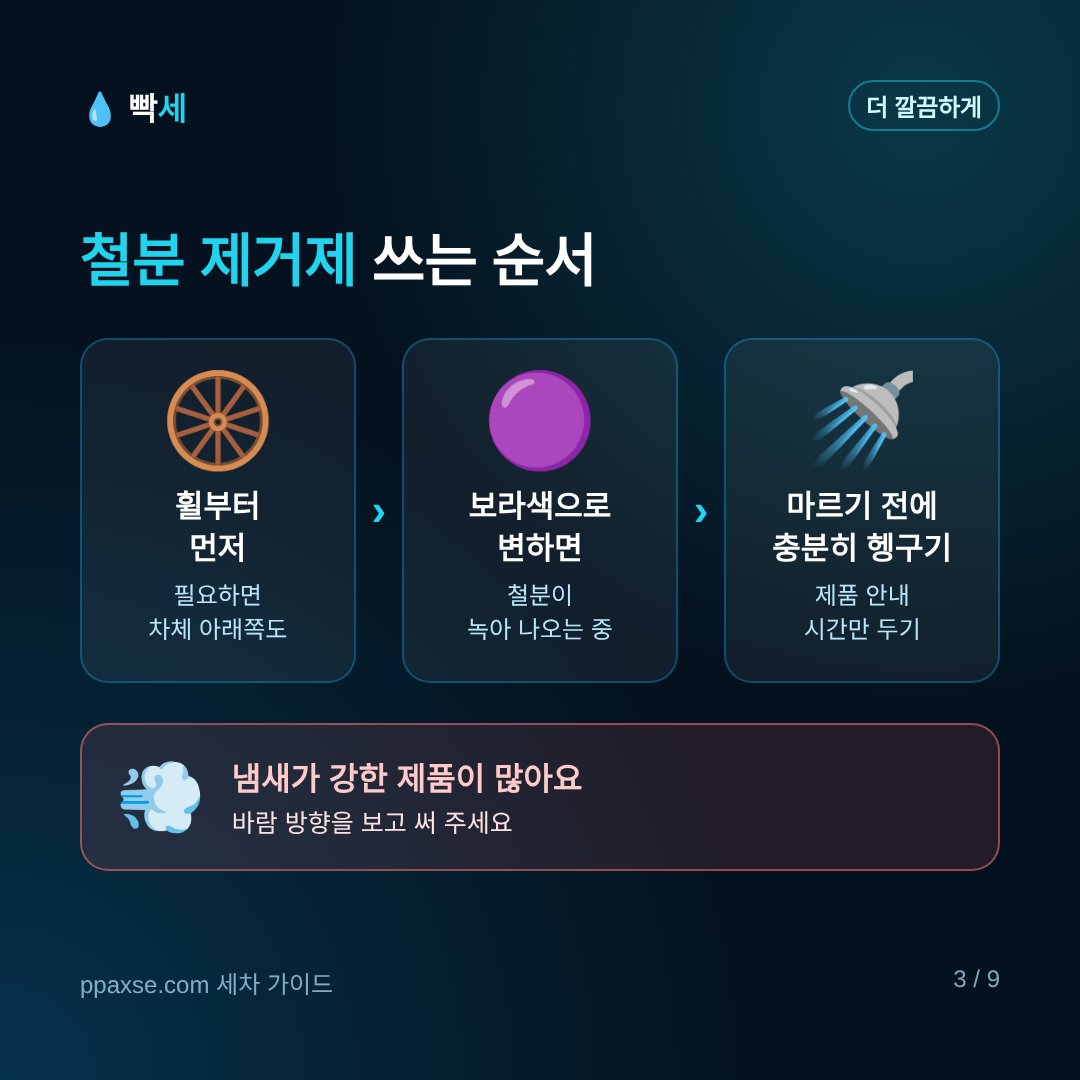 빡세
더 깔끔하게
철분 제거제 쓰는 순서
휠부터
먼저
필요하면
차체 아래쪽도
›
보라색으로
변하면
철분이
녹아 나오는 중
›
마르기 전에
충분히 헹구기
제품 안내
시간만 두기
냄새가 강한 제품이 많아요
바람 방향을 보고 써 주세요
ppaxse.com 세차 가이드
3 / 9